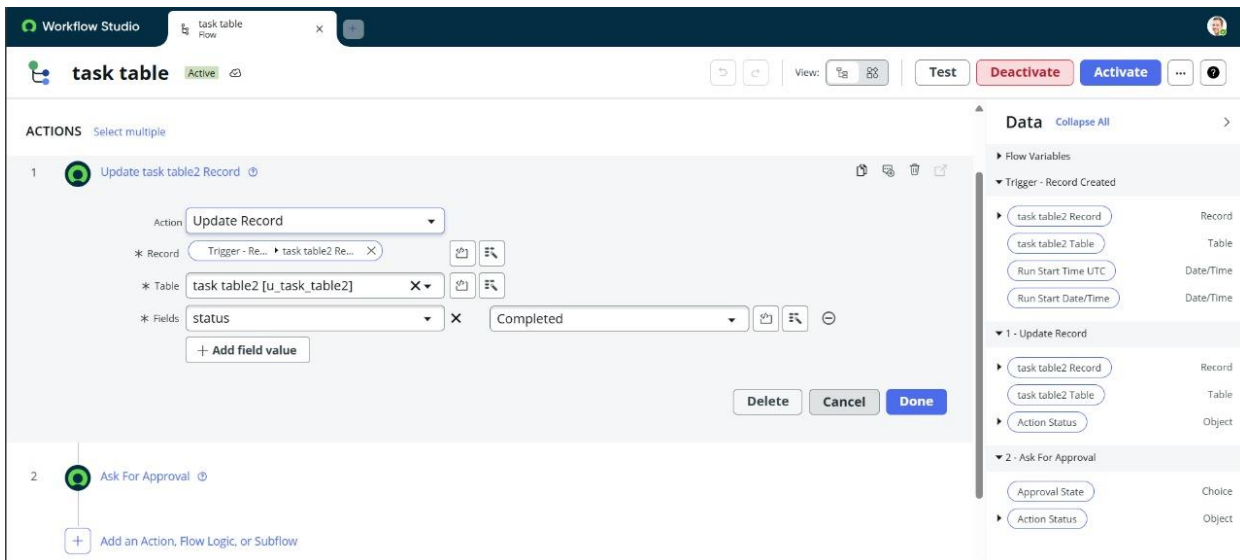 Workflow Studio
task table
Flow
task table Active
View:
Test
Deactivate
Activate
ACTIONS Select multiple
1 Update task table2 Record
Action Update Record
* Record Trigger - Re... task table2 Re...
* Table task table2 [u_task_table2]
* Fields status Completed
+ Add field value
Delete Cancel Done
2 Ask For Approval
Add an Action, Flow Logic, or Subflow
Data Collapse All
Flow Variables
Trigger - Record Created
task table2 Record Record
task table2 Table Table
Run Start Time UTC Date/Time
Run Start Date/Time Date/Time
1 - Update Record
task table2 Record Record
task table2 Table Table
Action Status Object
2 - Ask For Approval
Approval State Choice
Action Status Object